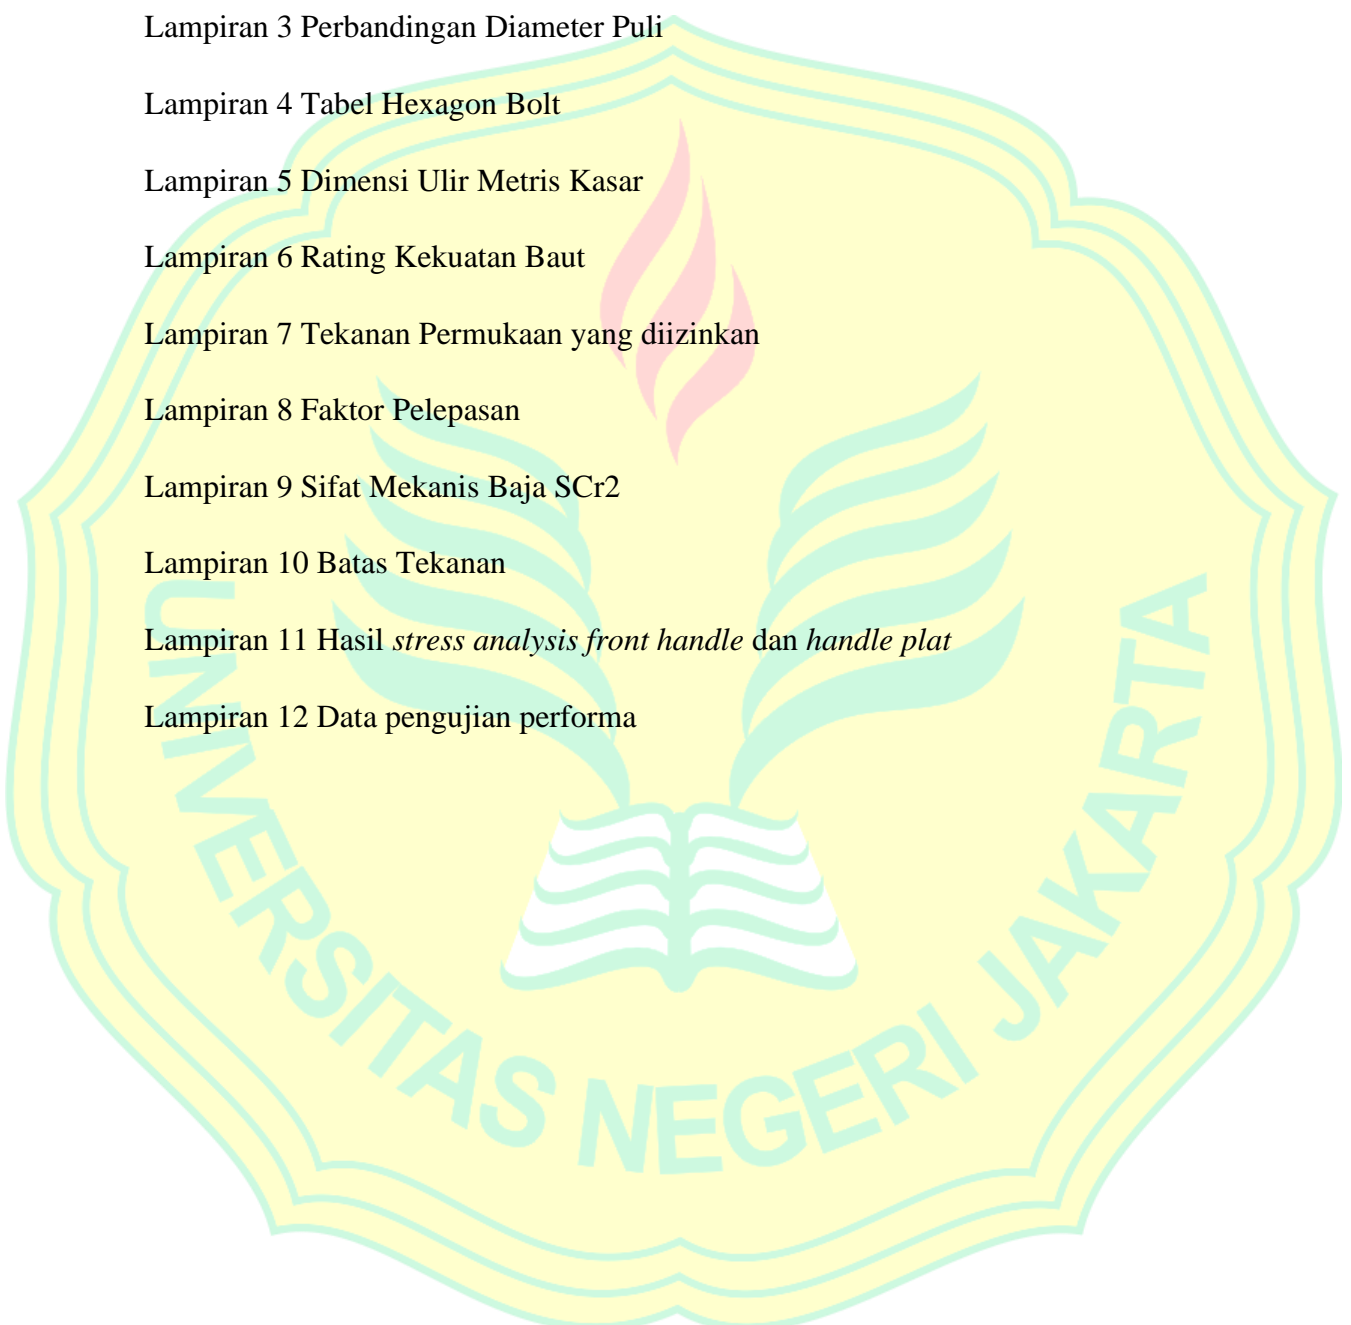 Lampiran 3 Perbandingan Diameter Puli
Lampiran 4 Tabel Hexagon Bolt
Lampiran 5 Dimensi Ulir Metris Kasar
Lampiran 6 Rating Kekuatan Baut
Lampiran 7 Tekanan Permukaan yang diizinkan
Lampiran 8 Faktor Pelepasan
Lampiran 9 Sifat Mekanis Baja SCr2
Lampiran 10 Batas Tekanan
Lampiran 11 Hasil stress analysis front handle dan handle plat
Lampiran 12 Data pengujian performa
UNIVERSITAS NEGERI JAKARTA